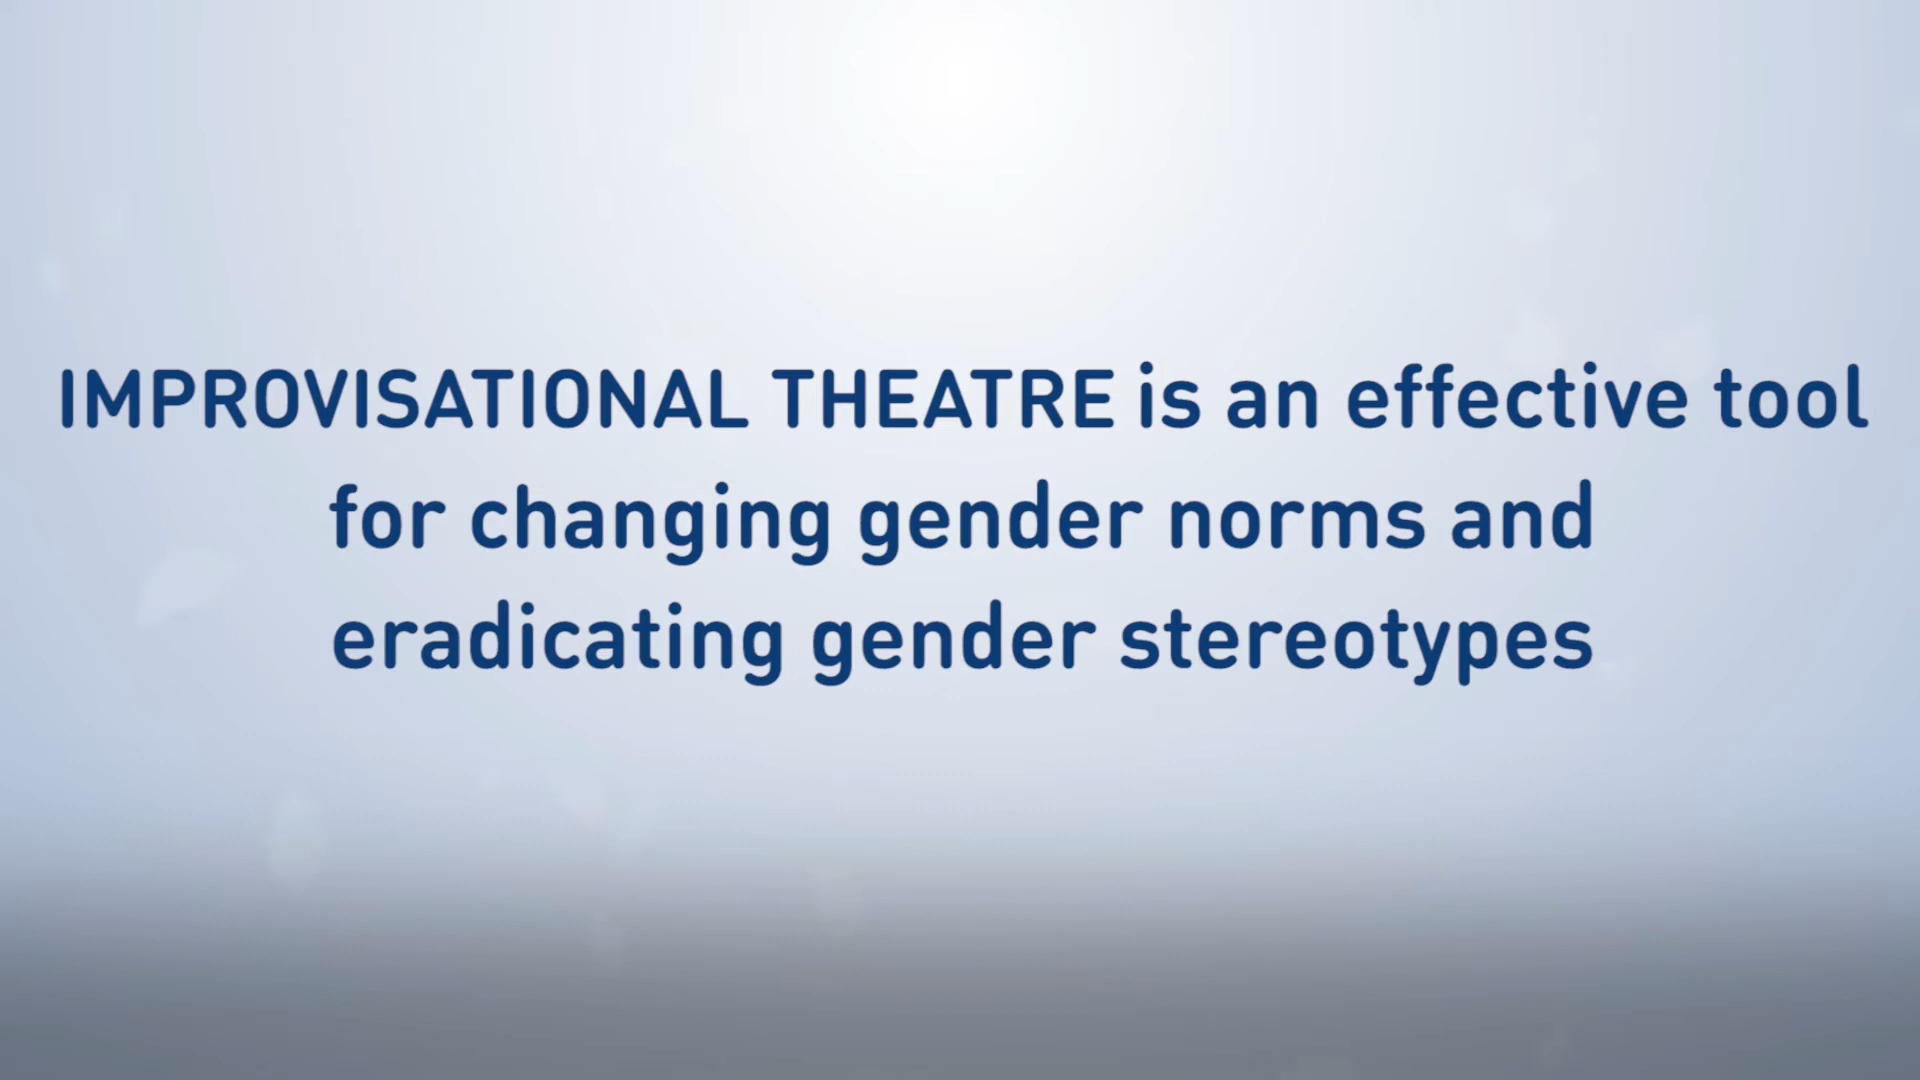 IMPROVISATIONAL THEATRE is an effective tool
for changing gender norms and
eradicating gender stereotypes